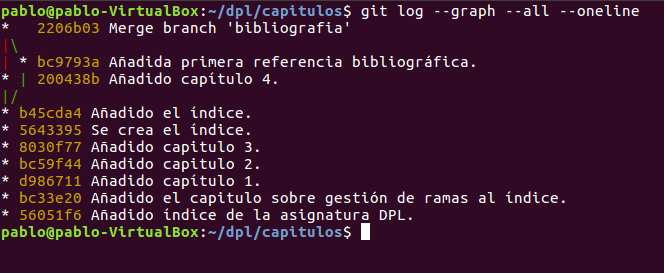 pablo@pablo-VirtualBox:~/dpl/capitulos$ git log --graph --all --oneline
*   2206b03 Merge branch 'bibliografia'
|\
| * bc9793a Añadida primera referencia bibliográfica.
* | 200438b Añadido capítulo 4.
|/
* b45cda4 Añadido el índice.
* 5643395 Se crea el índice.
* 8030f77 Añadido capitulo 3.
* bc59f44 Añadido capitulo 2.
* d986711 Añadido capítulo 1.
* bc33e20 Añadido el capitulo sobre gestión de ramas al índice.
* 56051f6 Añadido índice de la asignatura DPL.
pablo@pablo-VirtualBox:~/dpl/capitulos$